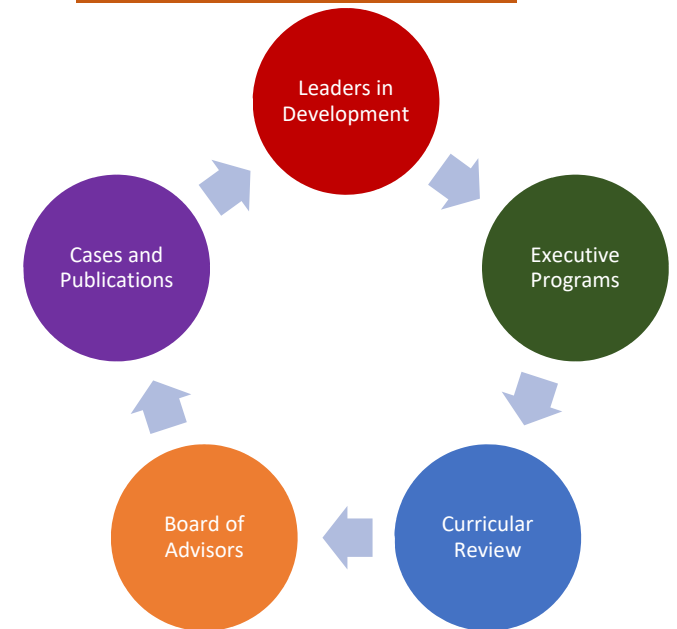 Leaders in
Development
Executive
Programs
Curricular
Review
Board of
Advisors
Cases and
Publications